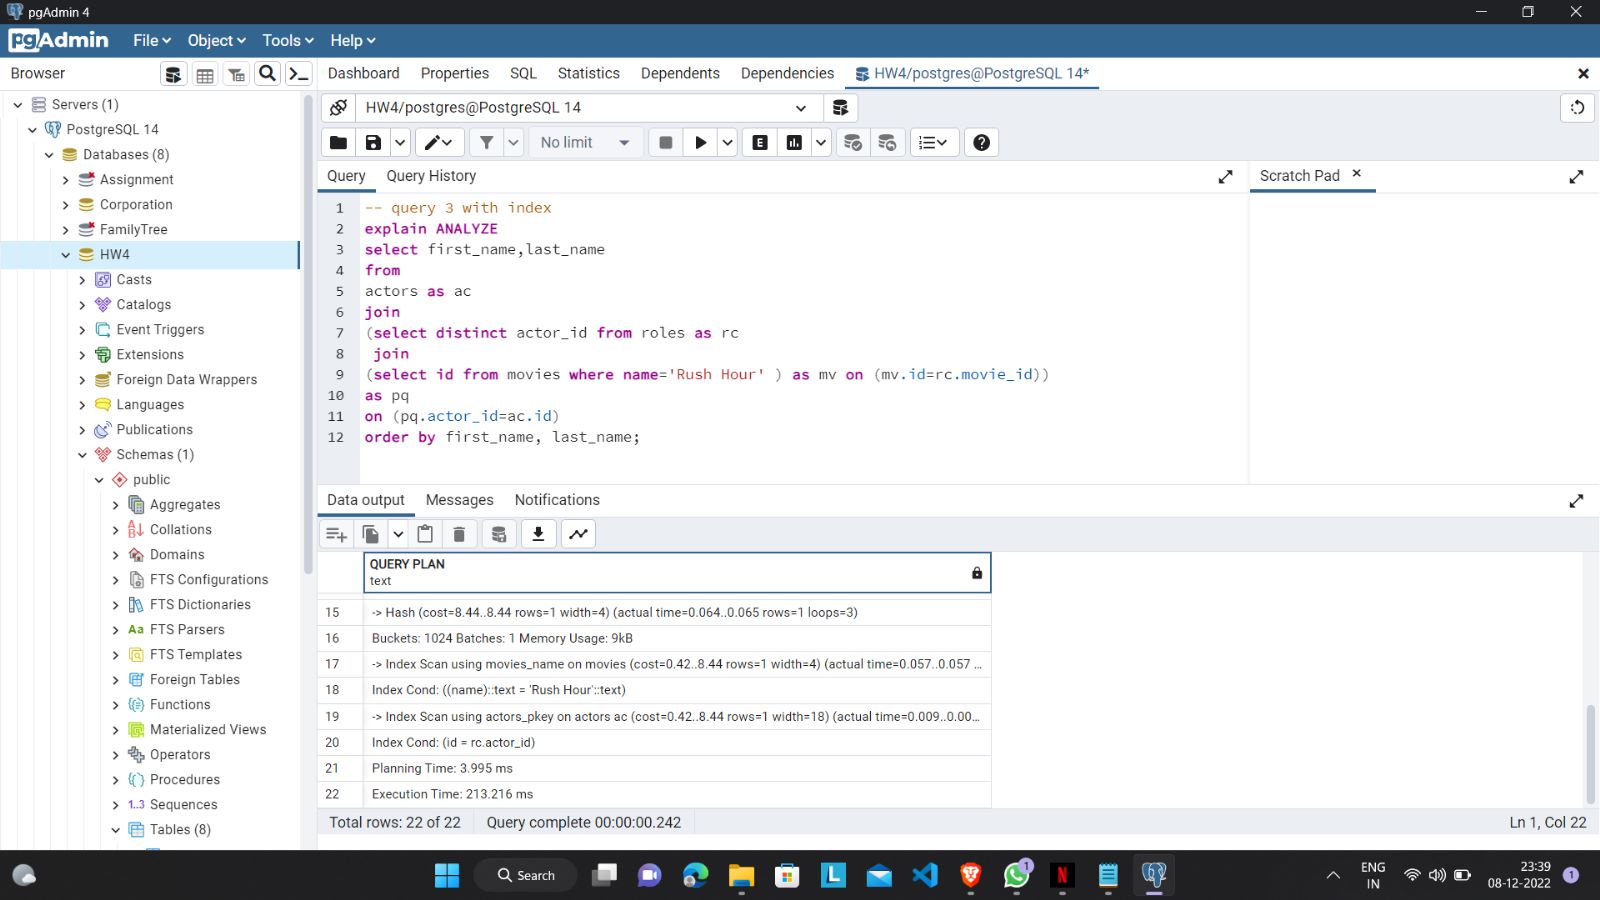 pgAdmin 4
pgAdmin File Object Tools Help
Browser
Dashboard Properties SQL Statistics Dependents Dependencies HW4/postgres@PostgreSQL 14*
HW4/postgres@PostgreSQL 14
No limit
Query Query History
Scratch Pad
Servers (1)
PostgreSQL 14
Databases (8)
Assignment
Corporation
FamilyTree
HW4
Casts
Catalogs
Event Triggers
Extensions
Foreign Data Wrappers
Languages
Publications
Schemas (1)
public
Aggregates
Collations
Domains
FTS Configurations
FTS Dictionaries
Aa FTS Parsers
FTS Templates
Foreign Tables
Functions
Materialized Views
Operators
Procedures
1..3 Sequences
Tables (8)
1 -- query 3 with index
2 explain ANALYZE
3 select first_name,last_name
4 from
5 actors as ac
6 join
7 (select distinct actor_id from roles as rc
8 join
9 (select id from movies where name='Rush Hour' ) as mv on (mv.id=rc.movie_id))
10 as pq
11 on (pq.actor_id=ac.id)
12 order by first_name, last_name;
Data output Messages Notifications
QUERY PLAN
text
15 -> Hash (cost=8.44..8.44 rows=1 width=4) (actual time=0.064..0.065 rows=1 loops=3)
16 Buckets: 1024 Batches: 1 Memory Usage: 9kB
17 -> Index Scan using movies_name on movies (cost=0.42..8.44 rows=1 width=4) (actual time=0.057..0.057 ...
18 Index Cond: ((name)::text = 'Rush Hour'::text)
19 -> Index Scan using actors_pkey on actors ac (cost=0.42..8.44 rows=1 width=18) (actual time=0.009..0.00...
20 Index Cond: (id = rc.actor_id)
21 Planning Time: 3.995 ms
22 Execution Time: 213.216 ms
Total rows: 22 of 22 Query complete 00:00:00.242
Ln 1, Col 22
Search
L
1
N
ENG
IN
23:39
08-12-2022
1